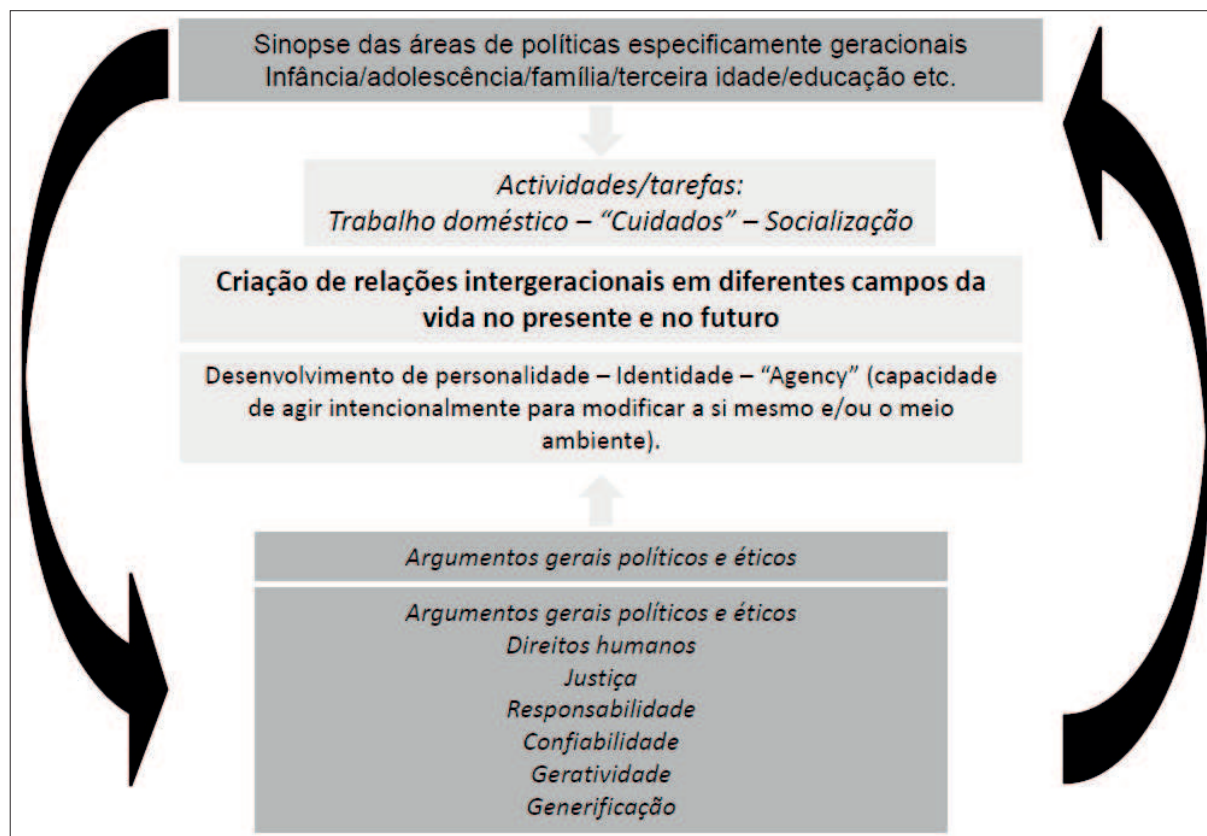 Sinopse das áreas de políticas especificamente geracionais
Infância/adolescência/família/terceira idade/educação etc.
Actividades/tarefas:
Trabalho doméstico – “Cuidados” – Socialização
Criação de relações intergeracionais em diferentes campos da
vida no presente e no futuro
Desenvolvimento de personalidade – Identidade – “Agency” (capacidade
de agir intencionalmente para modificar a si mesmo e/ou o meio
ambiente).
Argumentos gerais políticos e éticos
Argumentos gerais políticos e éticos
Direitos humanos
Justiça
Responsabilidade
Confiabilidade
Geratividade
Generificação